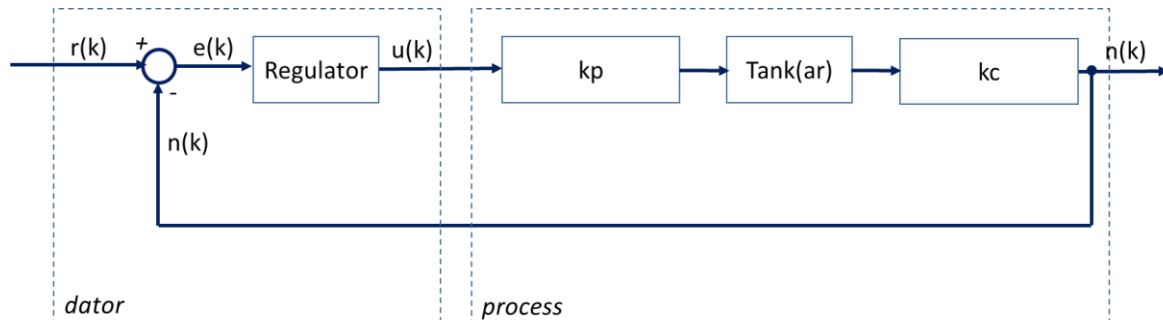 r(k)
+
e(k)
Regulator
u(k)
kp
Tank(ar)
kc
n(k)
-
n(k)
dator
process